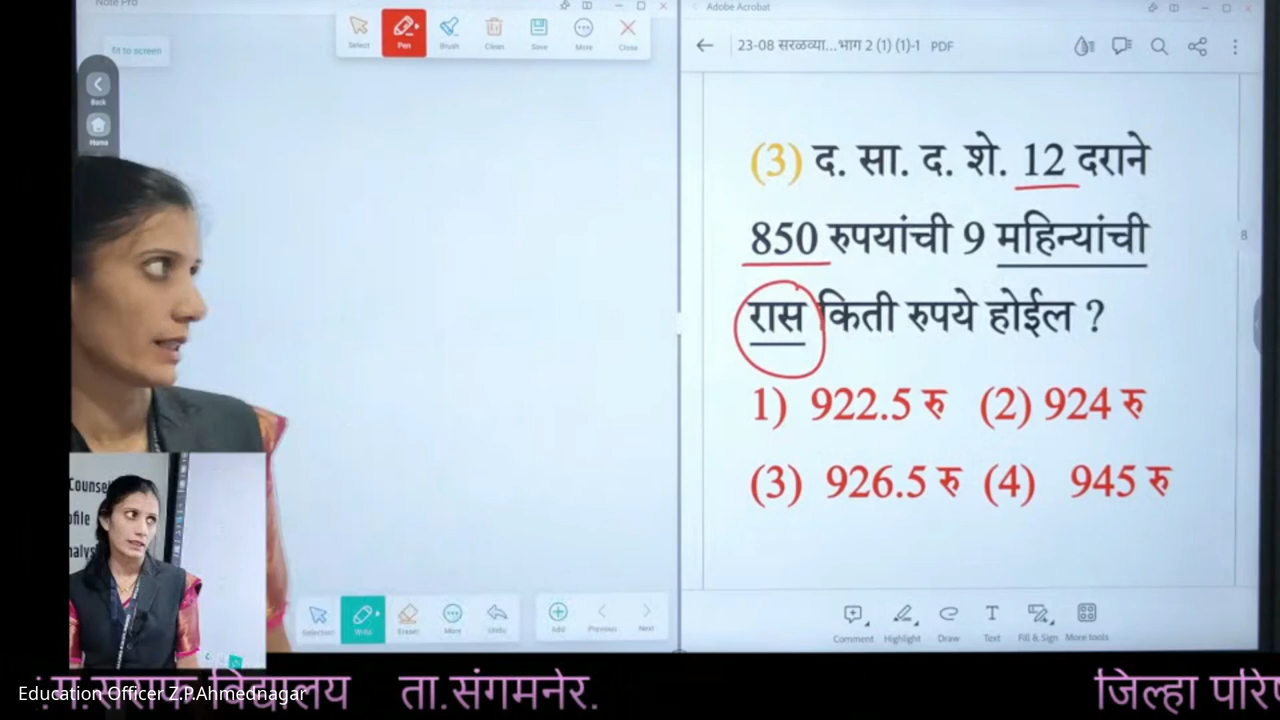 Note Pro
Adobe Acrobat
fit to screen
Select Pen Brush Clean Save More Close
23-08 सरळव्या...भाग 2 (1) (1)-1 PDF
Back
Home
(3) द. सा. द. शे. 12 दराने
850 रुपयांची 9 महिन्यांची
रास किती रुपये होईल ?
1) 922.5 रु (2) 924 रु
(3) 926.5 रु (4) 945 रु
8
Selection Write Eraser More Undo Add Previous Next
Comment Highlight Draw Text Fill & Sign More tools
विद्यालय ता.संगमनेर. जिल्हा
Education Officer Z.P.Ahmednagar